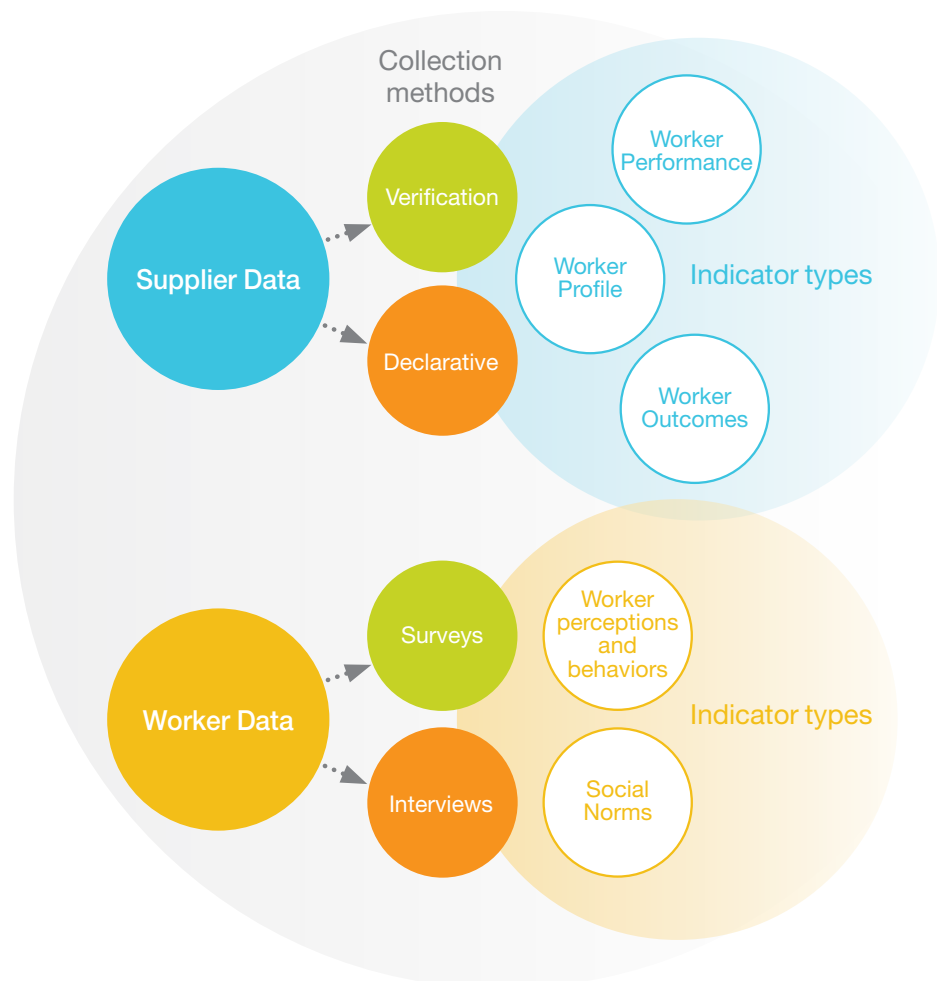 Collection
methods
Verification
Supplier Data
Declarative
Worker
Performance
Worker
Profile
Indicator types
Worker
Outcomes
Surveys
Worker Data
Interviews
Worker
perceptions
and
behaviors
Indicator types
Social
Norms